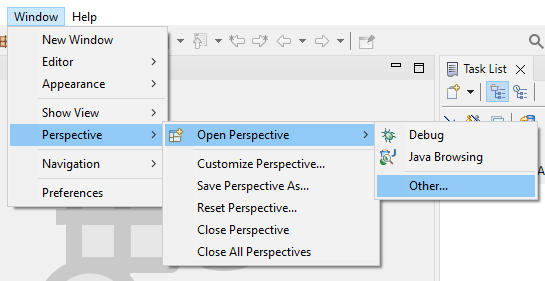 Window Help
New Window
Editor
Appearance
Task List
Show View
Perspective
Open Perspective
Debug
Java Browsing
Navigation
Customize Perspective...
Preferences
Save Perspective As...
Other...
Reset Perspective...
Close Perspective
Close All Perspectives